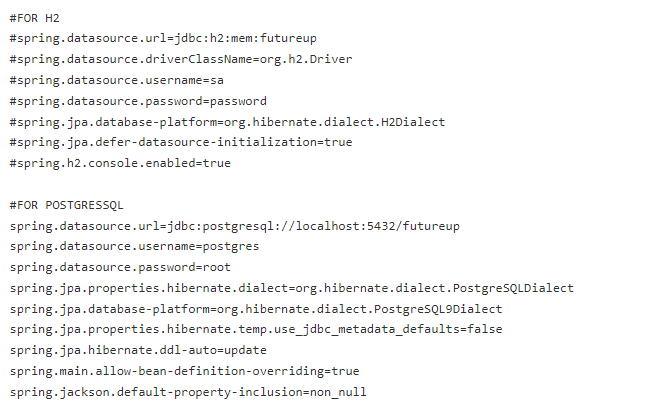 #FOR H2
#spring.datasource.url=jdbc:h2:mem:futureup
#spring.datasource.driverClassName=org.h2.Driver
#spring.datasource.username=sa
#spring.datasource.password=password
#spring.jpa.database-platform=org.hibernate.dialect.H2Dialect
#spring.jpa.defer-datasource-initialization=true
#spring.h2.console.enabled=true
#FOR POSTGRESSQL
spring.datasource.url=jdbc:postgresql://localhost:5432/futureup
spring.datasource.username=postgres
spring.datasource.password=root
spring.jpa.properties.hibernate.dialect=org.hibernate.dialect.PostgreSQLDialect
spring.jpa.database-platform=org.hibernate.dialect.PostgreSQL9Dialect
spring.jpa.properties.hibernate.temp.use_jdbc_metadata_defaults=false
spring.jpa.hibernate.ddl-auto=update
spring.main.allow-bean-definition-overriding=true
spring.jackson.default-property-inclusion=non_null